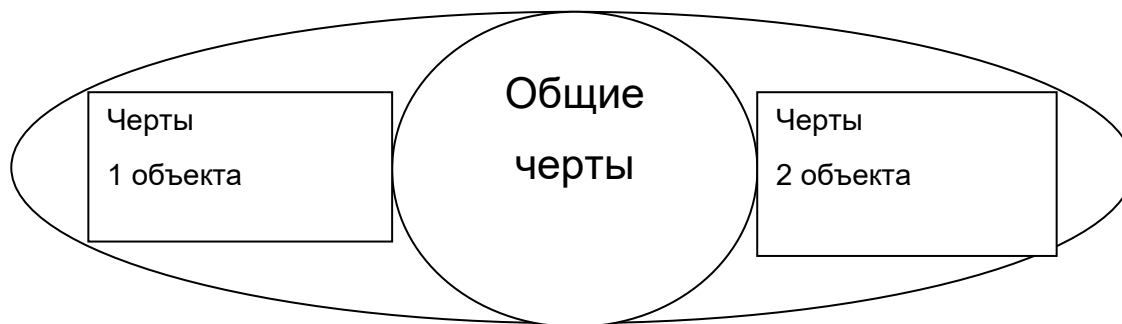 Черты
1 объекта
Общие
черты
Черты
2 объекта